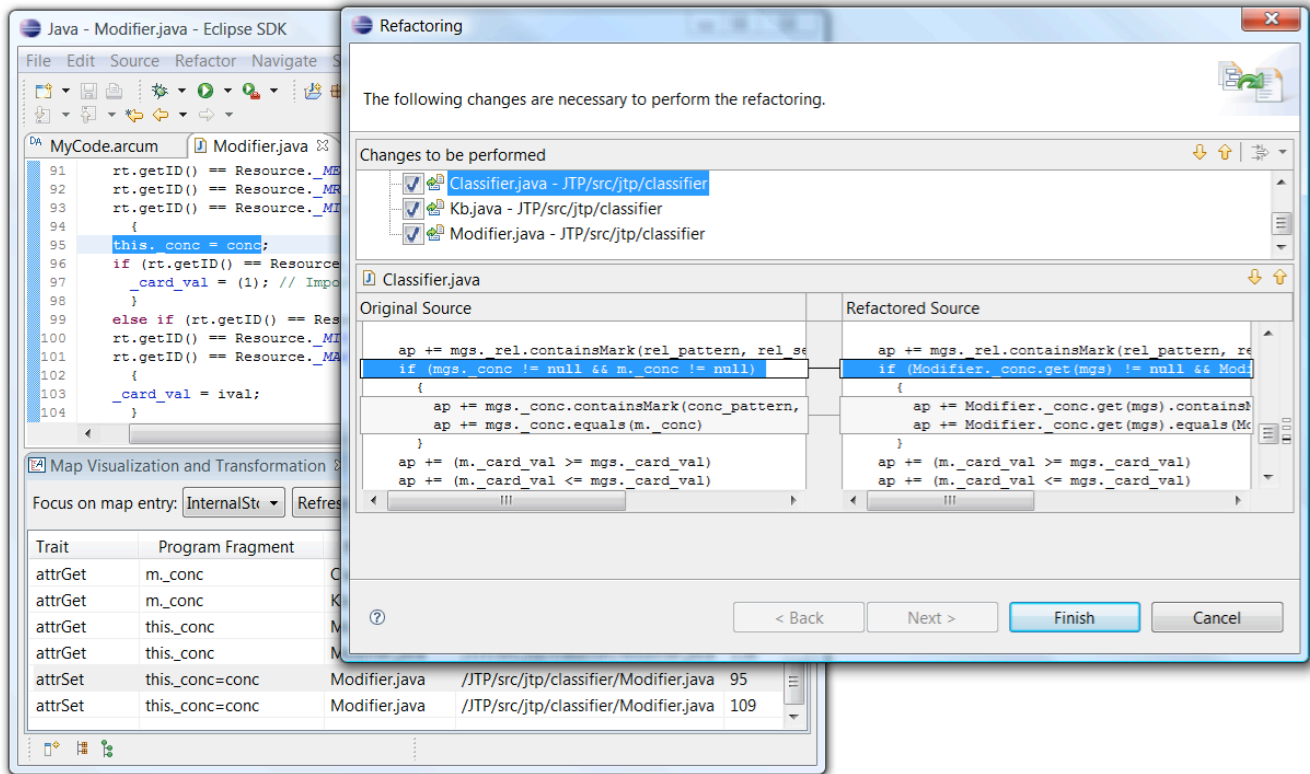 Java - Modifier.java - Eclipse SDK
File Edit Source Refactor Navigate
MyCode.arcum Modifier.java
91 rt.getID() == Resource._ME
92 rt.getID() == Resource._MR
93 rt.getID() == Resource._MI
94 {
95 this._conc = conc;
96 if (rt.getID() == Resource
97 _card_val = (1); // Impo
98 }
99 else if (rt.getID() == Res
100 rt.getID() == Resource._MI
101 rt.getID() == Resource._MA
102 {
103 _card_val = ival;
104 }
Map Visualization and Transformation
Focus on map entry: InternalSt Refres
Trait Program Fragment
attrGet m._conc C
attrGet m._conc K
attrGet this._conc M
attrGet this._conc M
attrSet this._conc=conc Modifier.java /JTP/src/jtp/classifier/Modifier.java 95
attrSet this._conc=conc Modifier.java /JTP/src/jtp/classifier/Modifier.java 109
Refactoring
The following changes are necessary to perform the refactoring.
Changes to be performed
Classifier.java - JTP/src/jtp/classifier
Kb.java - JTP/src/jtp/classifier
Modifier.java - JTP/src/jtp/classifier
Classifier.java
Original Source
ap += mgs._rel.containsMark(rel_pattern, rel_se
if (mgs._conc != null && m._conc != null)
{
ap += mgs._conc.containsMark(conc_pattern,
ap += mgs._conc.equals(m._conc)
}
ap += (m._card_val >= mgs._card_val)
ap += (m._card_val <= mgs._card_val)
Refactored Source
ap += mgs._rel.containsMark(rel_pattern, re
if (Modifier._conc.get(mgs) != null && Modi
{
ap += Modifier._conc.get(mgs).containsM
ap += Modifier._conc.get(mgs).equals(Mo
}
ap += (m._card_val >= mgs._card_val)
ap += (m._card_val <= mgs._card_val)
< Back Next > Finish Cancel